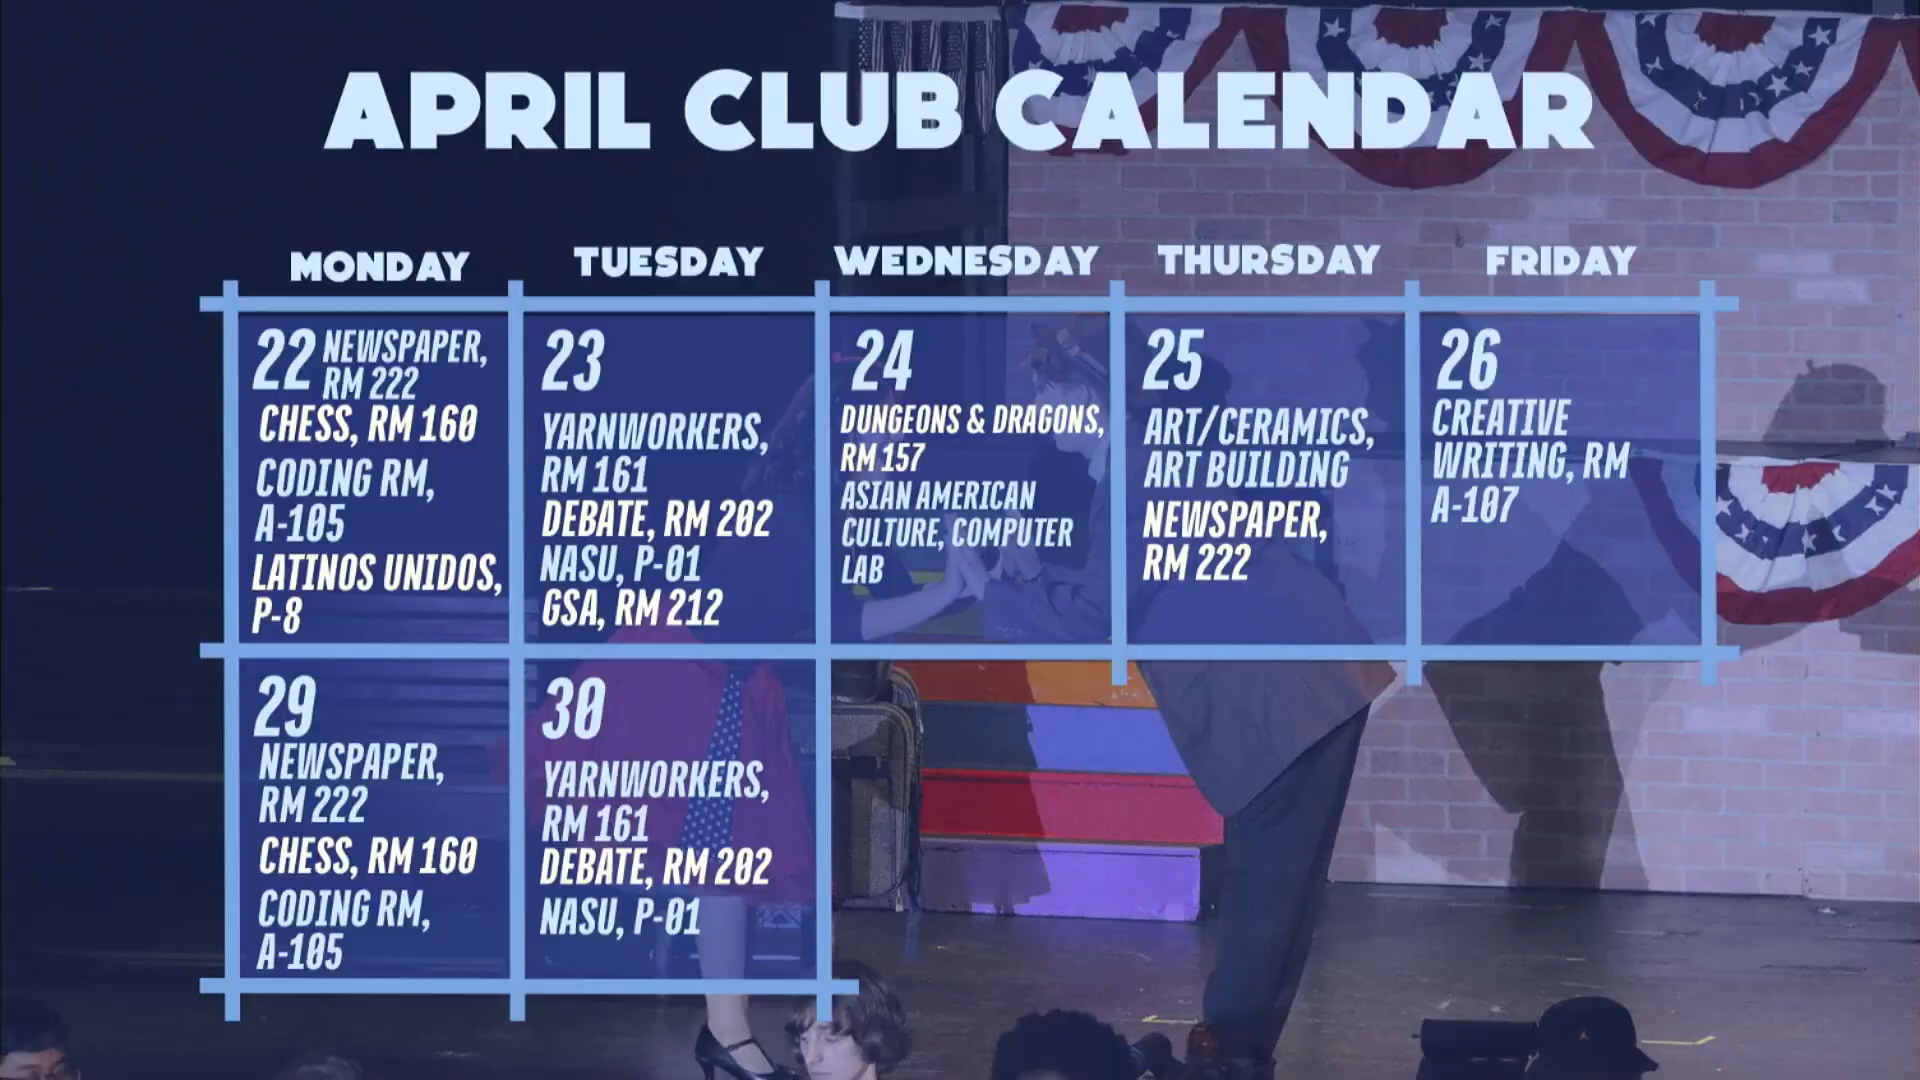 APRIL CLUB CALENDAR
MONDAY
TUESDAY
WEDNESDAY
THURSDAY
FRIDAY
22 NEWSPAPER,
RM 222
CHESS, RM 160
CODING RM,
A-105
LATINOS UNIDOS,
P-8
23
YARNWORKERS,
RM 161
DEBATE, RM 202
NASU, P-01
GSA, RM 212
24
DUNGEONS & DRAGONS,
RM 157
ASIAN AMERICAN
CULTURE, COMPUTER
LAB
25
ART/CERAMICS,
ART BUILDING
NEWSPAPER,
RM 222
26
CREATIVE
WRITING, RM
A-107
29
NEWSPAPER,
RM 222
CHESS, RM 160
CODING RM,
A-105
30
YARNWORKERS,
RM 161
DEBATE, RM 202
NASU, P-01